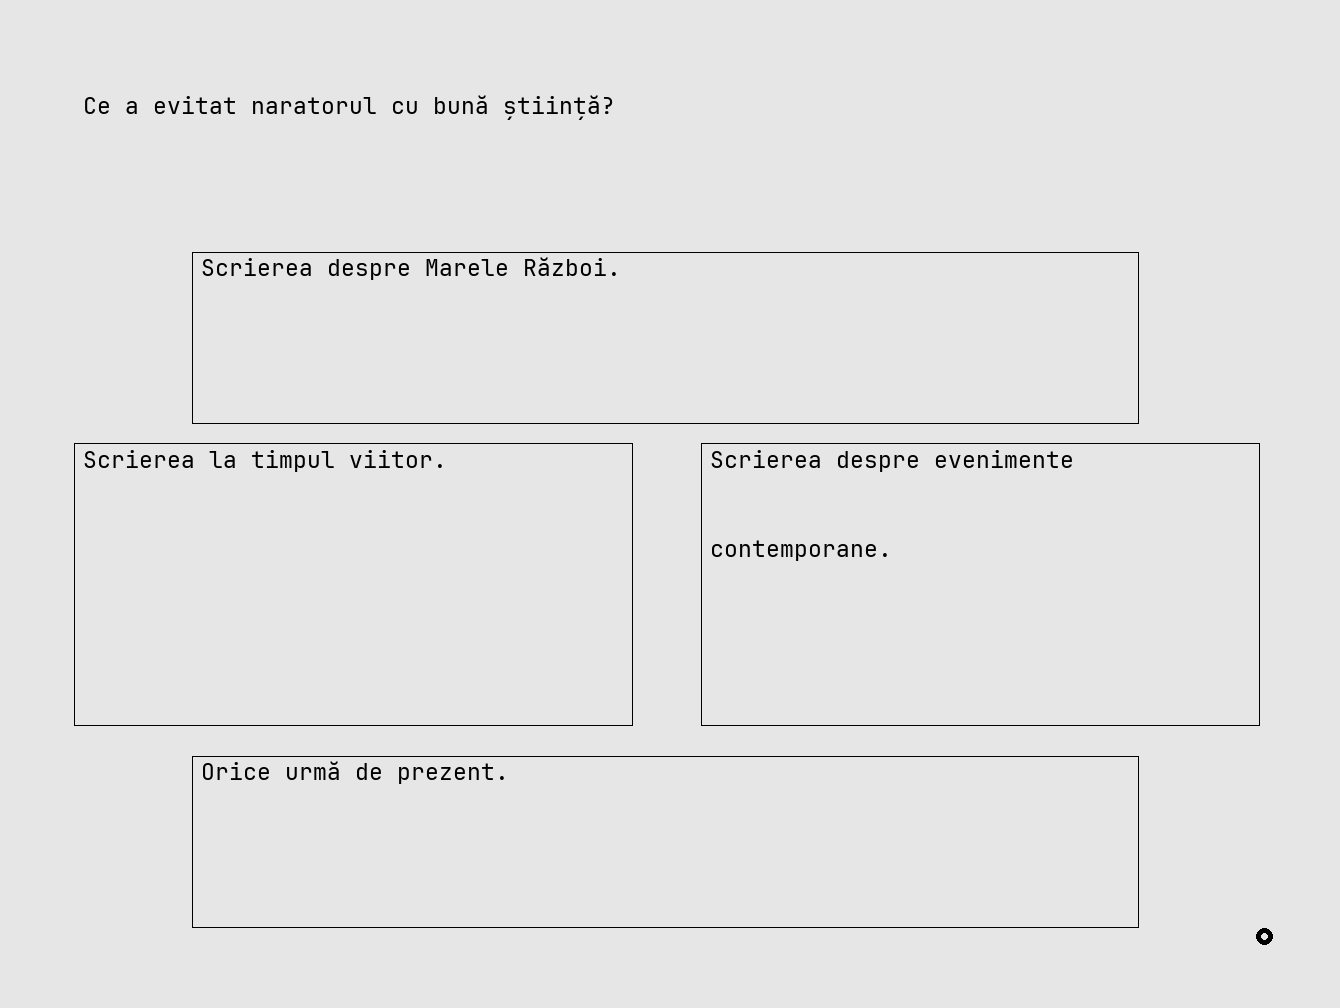 Ce a evitat naratorul cu bună știință?
Scrierea despre Marele Război.
Scrierea la timpul viitor.
Scrierea despre evenimente
contemporane.
Orice urmă de prezent.